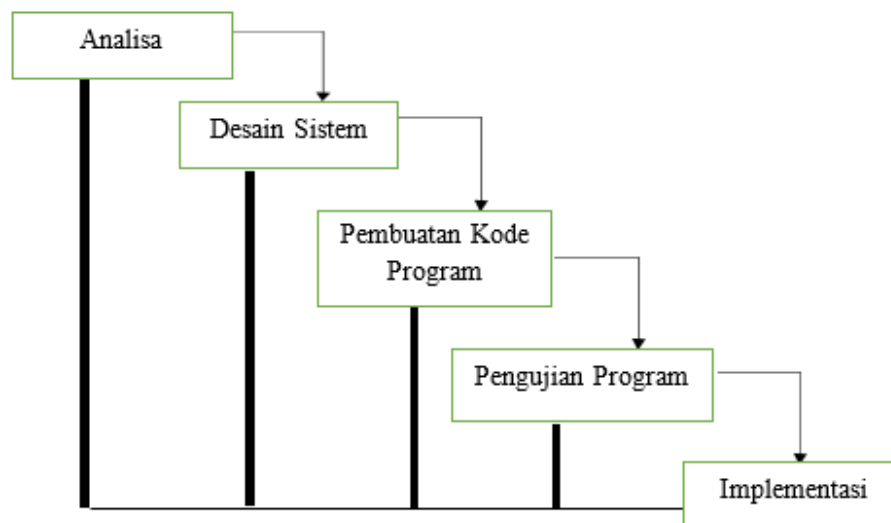 Analisa
Desain Sistem
Pembuatan Kode
Program
Pengujian Program
Implementasi